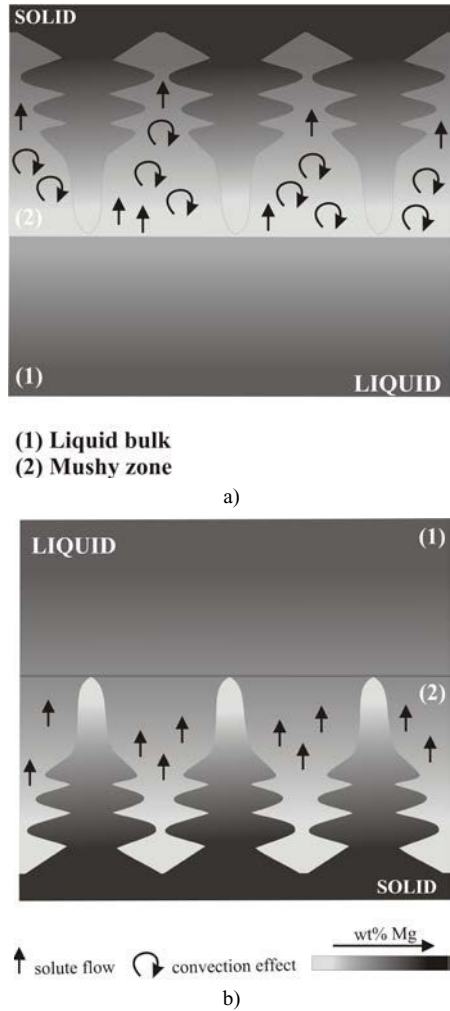 SOLID
(2)
(1) LIQUID
(1) Liquid bulk
(2) Mushy zone
a)
LIQUID (1)
(2)
SOLID
solute flow convection effect wt% Mg
b)